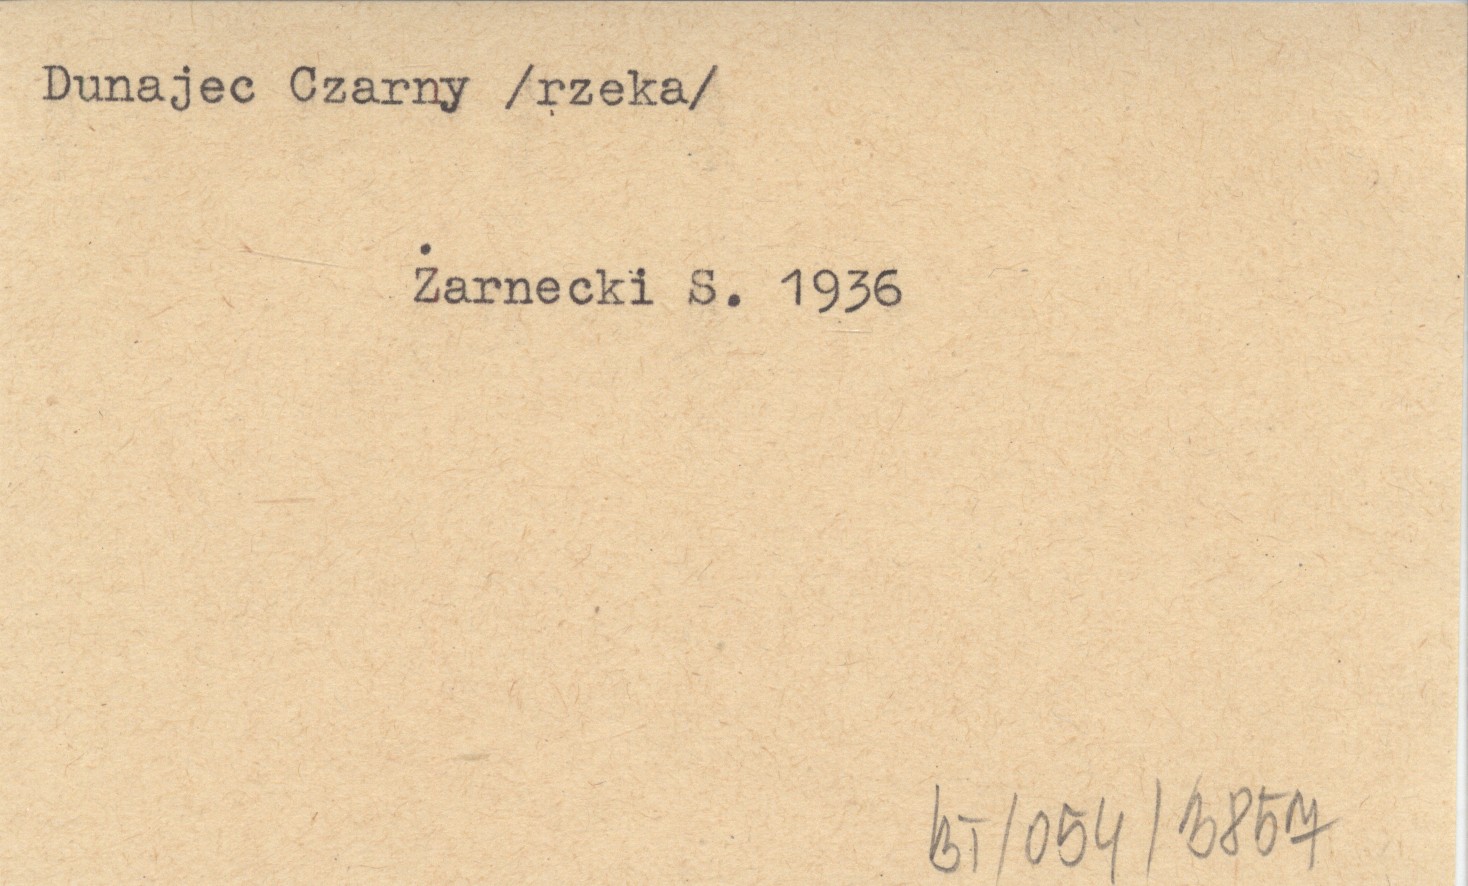 Dunajec Czarny /rzeka/
Żarnecki S. 1936
BT/054/3857